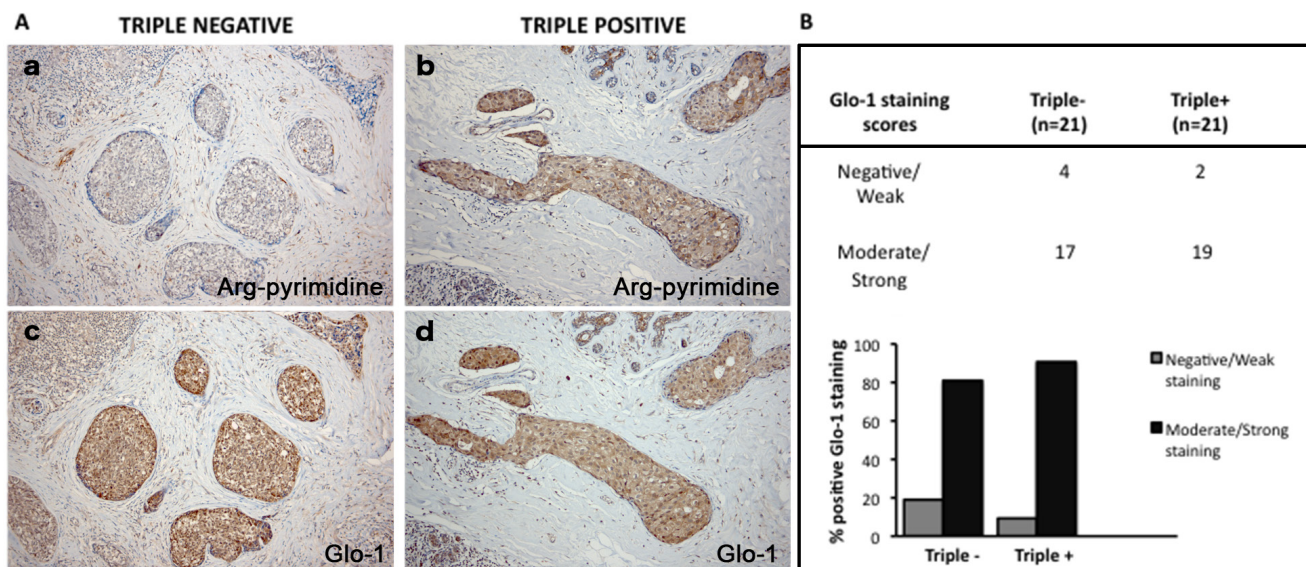 A
TRIPLE NEGATIVE
TRIPLE POSITIVE
a
Arg-pyrimidine
b
Arg-pyrimidine
c
Glo-1
d
Glo-1
B
Glo-1 staining
scores
Triple-
(n=21)
Triple+
(n=21)
Negative/
Weak
4
2
Moderate/
Strong
17
19
% positive Glo-1 staining
100
80
60
40
20
0
Triple -
Triple +
Negative/Weak
staining
Moderate/Strong
staining